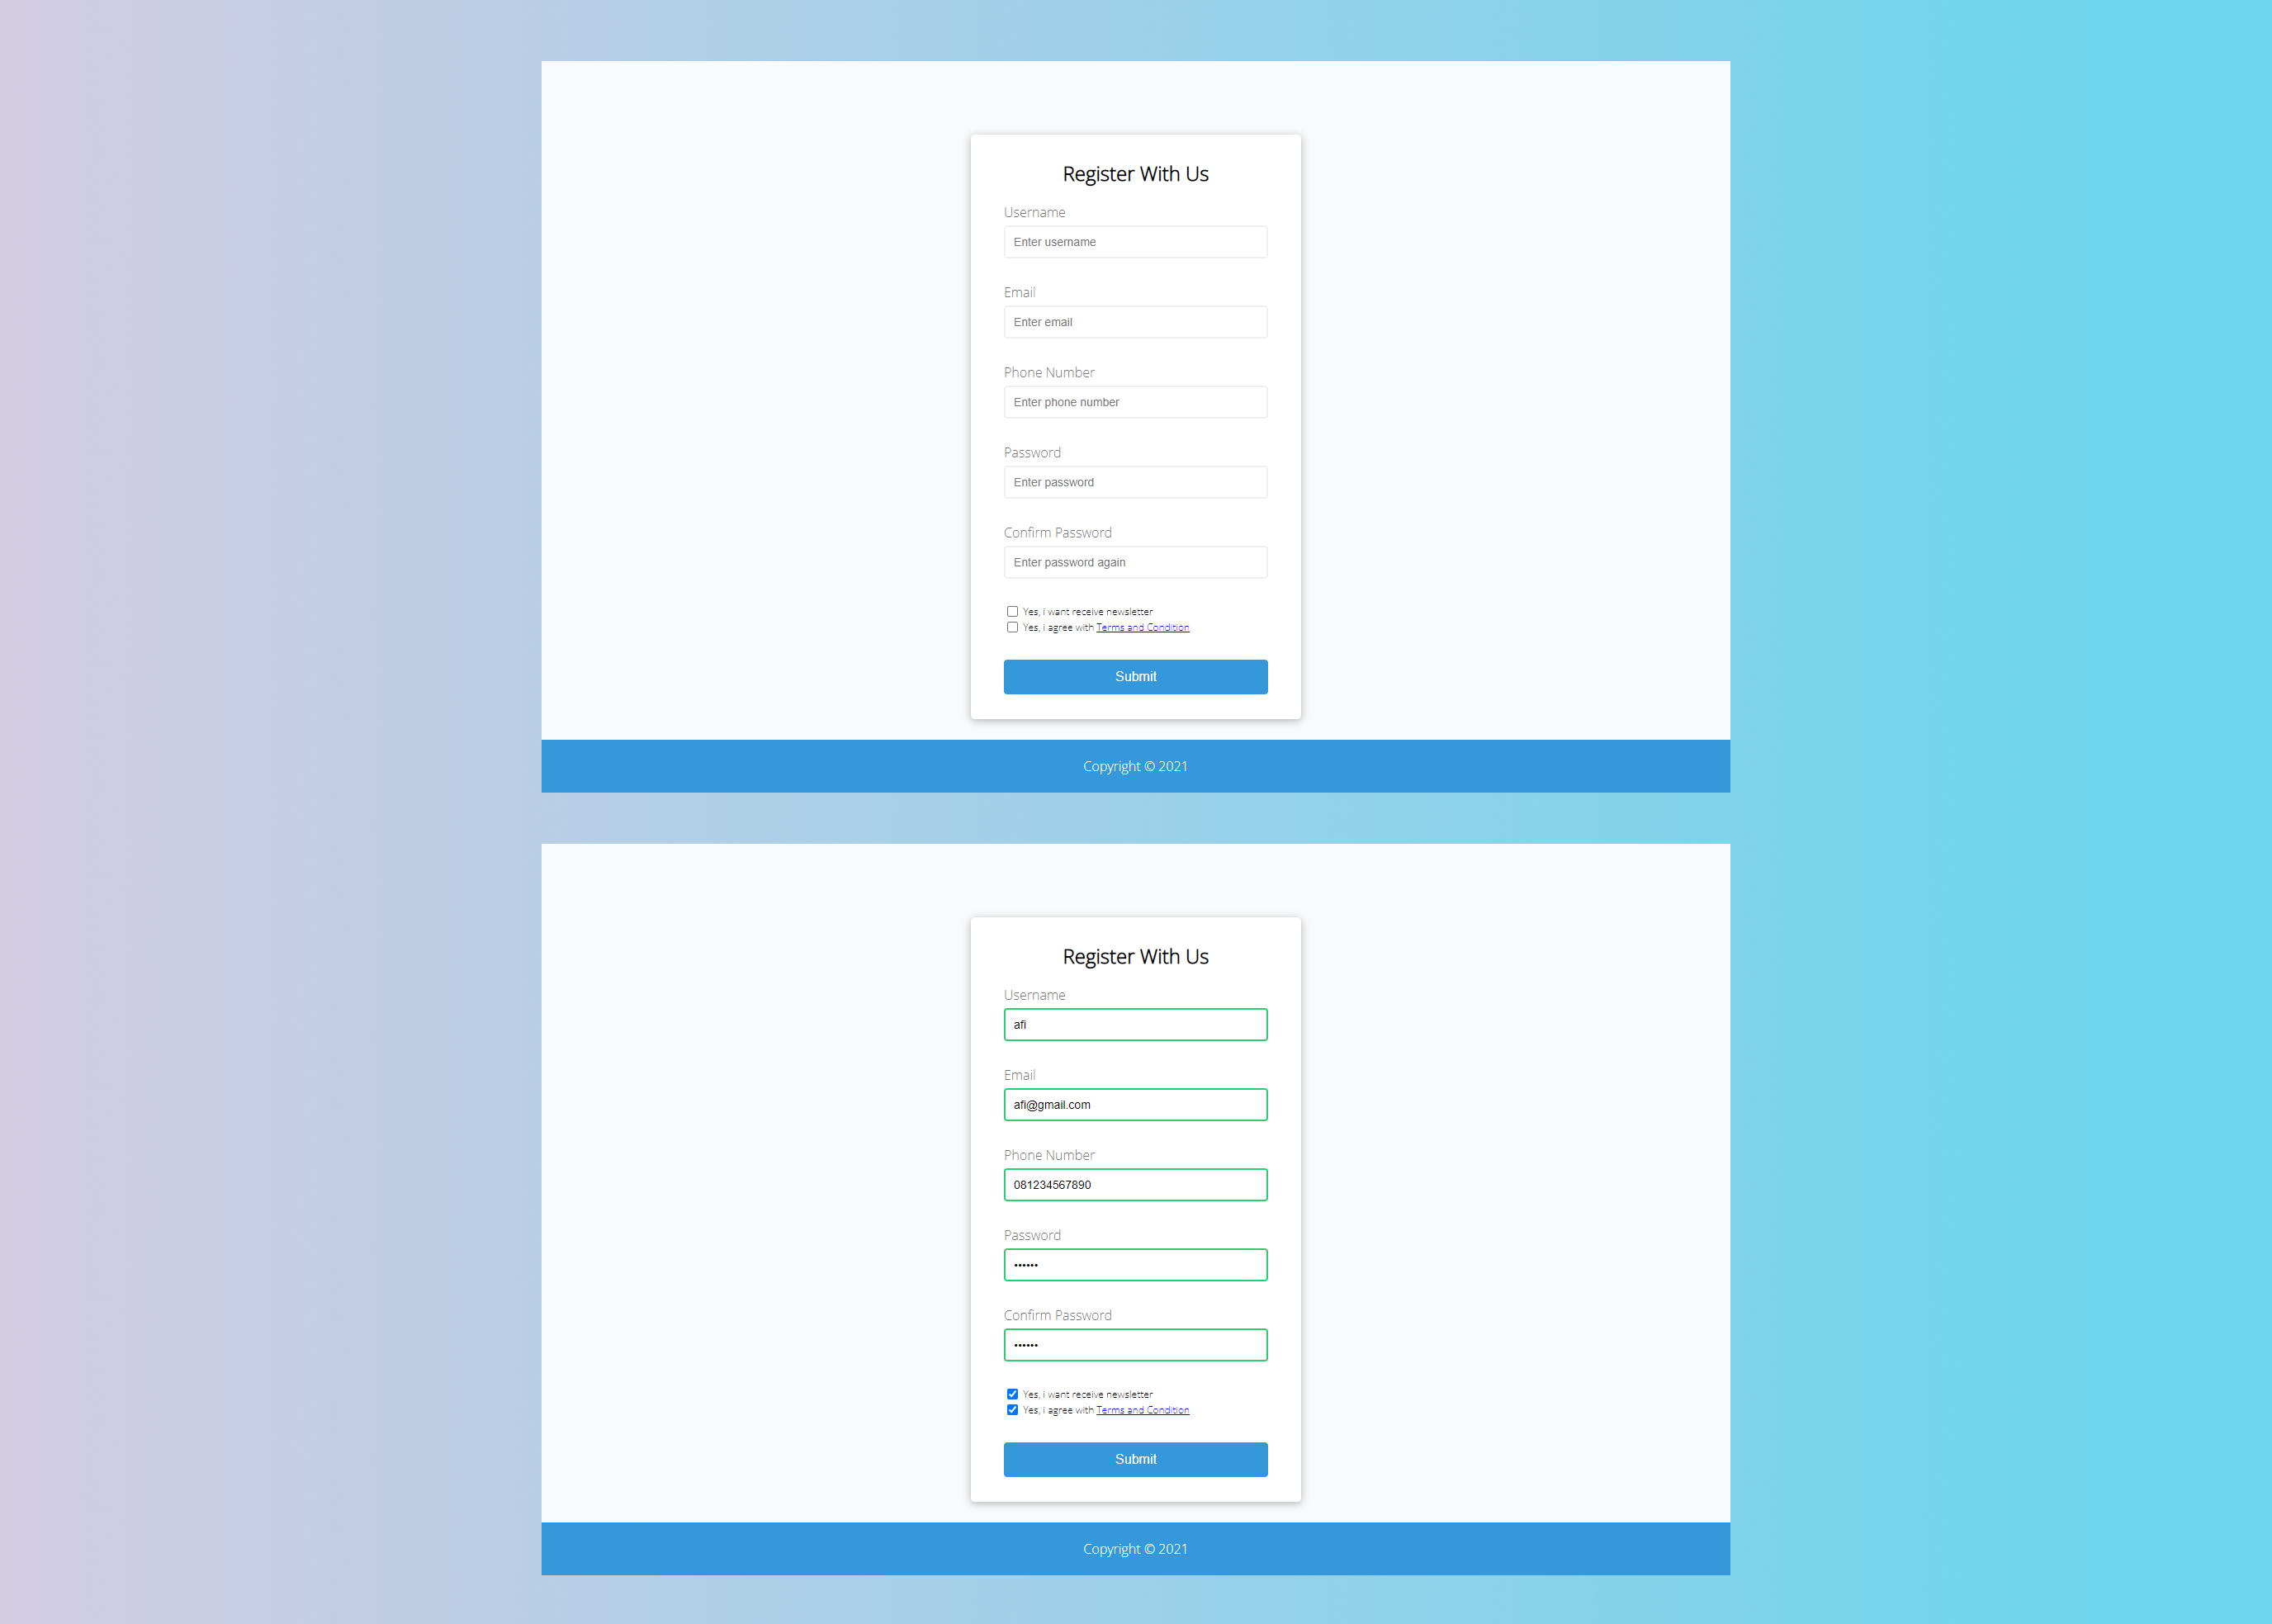 Register With Us
Username
Enter username
Email
Enter email
Phone Number
Enter phone number
Password
Enter password
Confirm Password
Enter password again
Yes, i want receive newsletter
Yes, i agree with Terms and Condition
Submit
Copyright © 2021
Register With Us
Username
afi
Email
afi@gmail.com
Phone Number
081234567890
Password
••••••
Confirm Password
••••••
Yes, i want receive newsletter
Yes, i agree with Terms and Condition
Submit
Copyright © 2021